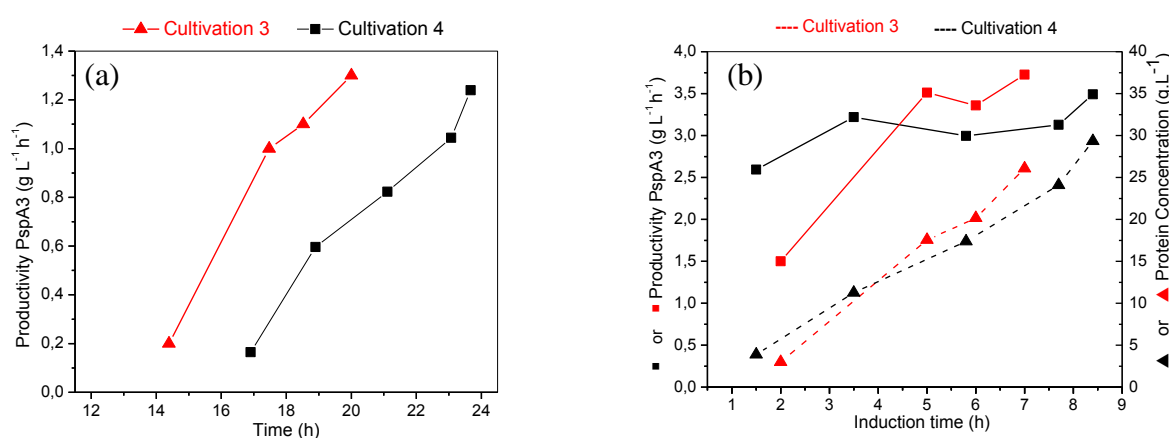 Cultivation 3 Cultivation 4
(a)
1,4
1,2
1,0
0,8
0,6
0,4
0,2
0,0
Productivity PspA3 (g L⁻¹ h⁻¹)
12 14 16 18 20 22 24
Time (h)
Cultivation 3 Cultivation 4
(b)
4,0
3,5
3,0
2,5
2,0
1,5
1,0
0,5
0,0
or Productivity PspA3 (g L⁻¹ h⁻¹)
40
35
30
25
20
15
10
5
0
or Protein Concentration (g.L⁻¹)
1 2 3 4 5 6 7 8 9
Induction time (h)